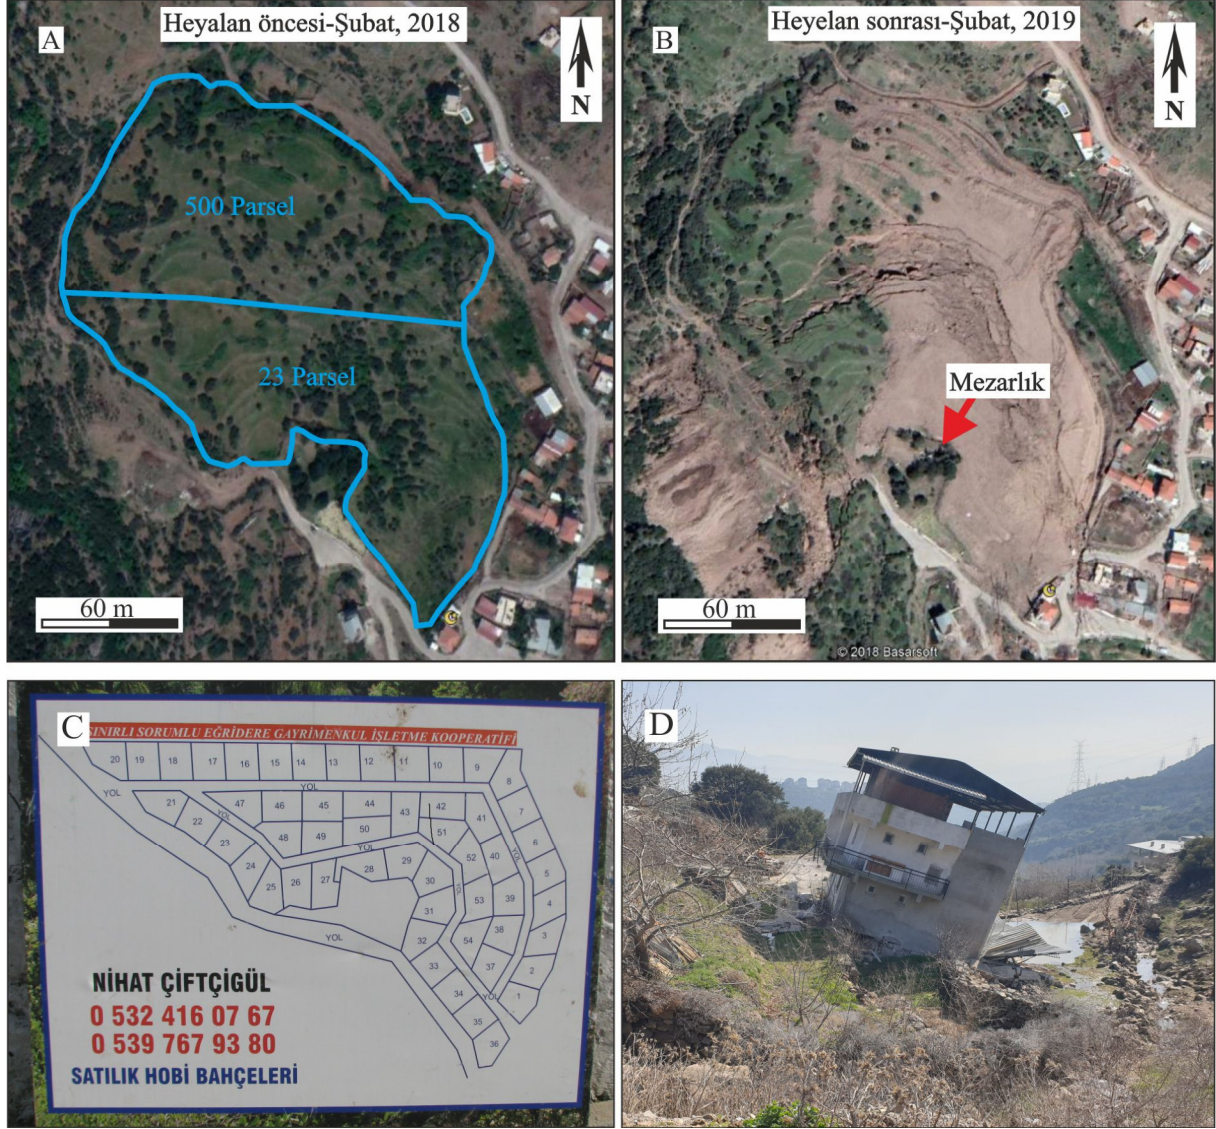 A
Heyalan öncesi-Şubat, 2018
N
500 Parsel
23 Parsel
60 m
B
Heyelan sonrası-Şubat, 2019
N
Mezarlık
60 m
© 2018 Basarsoft
C
SINIRLI SORUMLU EĞRİDERE GAYRİMENKUL İŞLETME KOOPERATİFİ
20 19 18 17 16 15 14 13 12 11 10 9 8
YOL YOL
21 47 46 45 44 43 42 41 7
22 YOL
23 48 49 50 51 YOL 6
24 YOL 28 29 52 40 5
25 26 27 30 YOL 53 39 4
31 38 3
YOL 32 54 37 2
33 YOL 1
34
35
36
NİHAT ÇİFTÇİGÜL
0 532 416 07 67
0 539 767 93 80
SATILIK HOBİ BAHÇELERİ
D